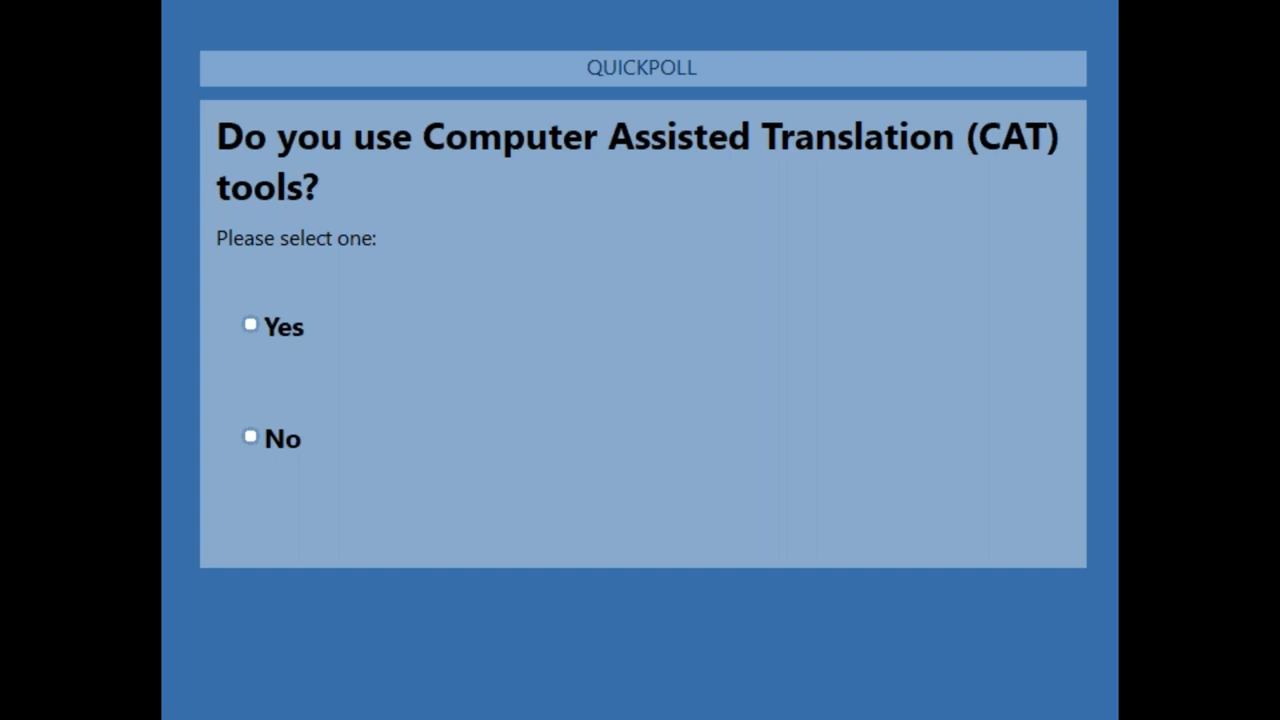 QUICKPOLL
Do you use Computer Assisted Translation (CAT)
tools?
Please select one:
Yes
No